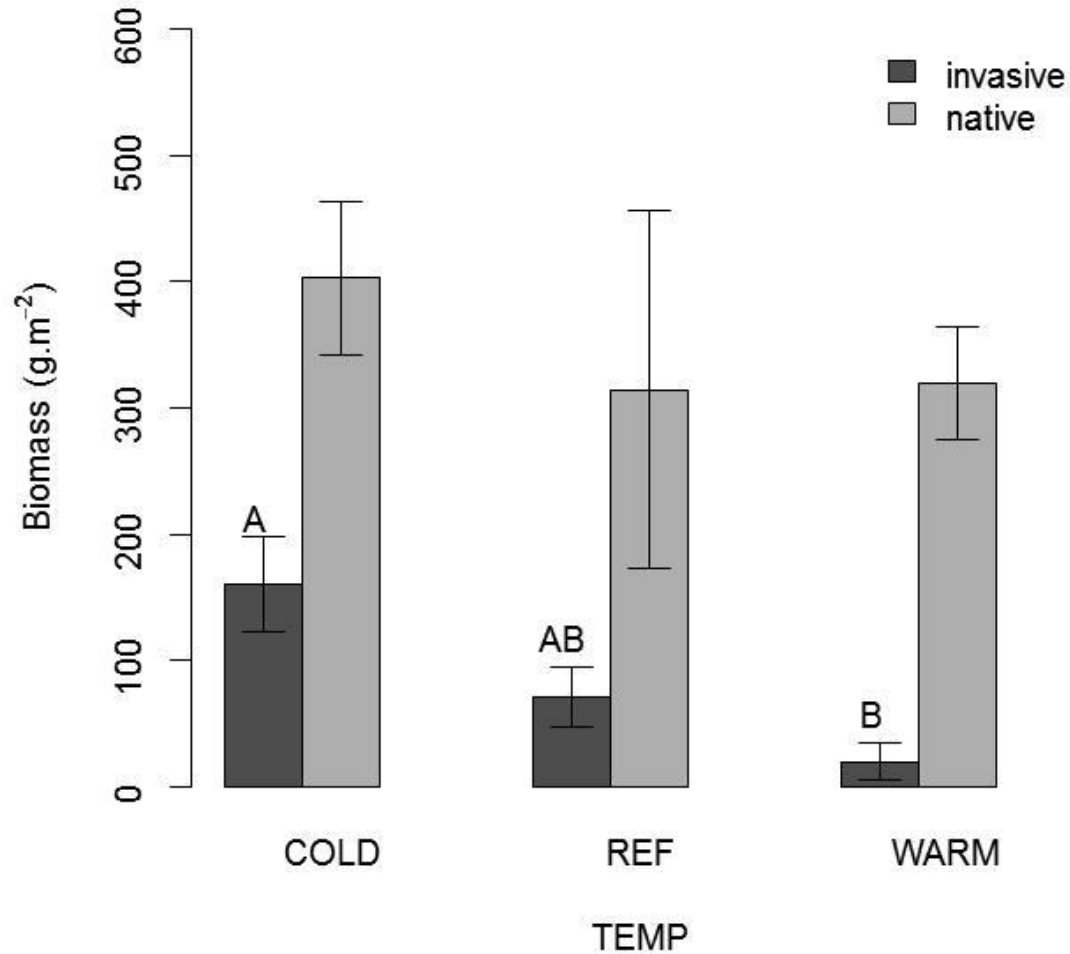 invasive
native
Biomass (g.m⁻²)
600
500
400
300
200
100
0
A
AB
B
COLD REF WARM
TEMP